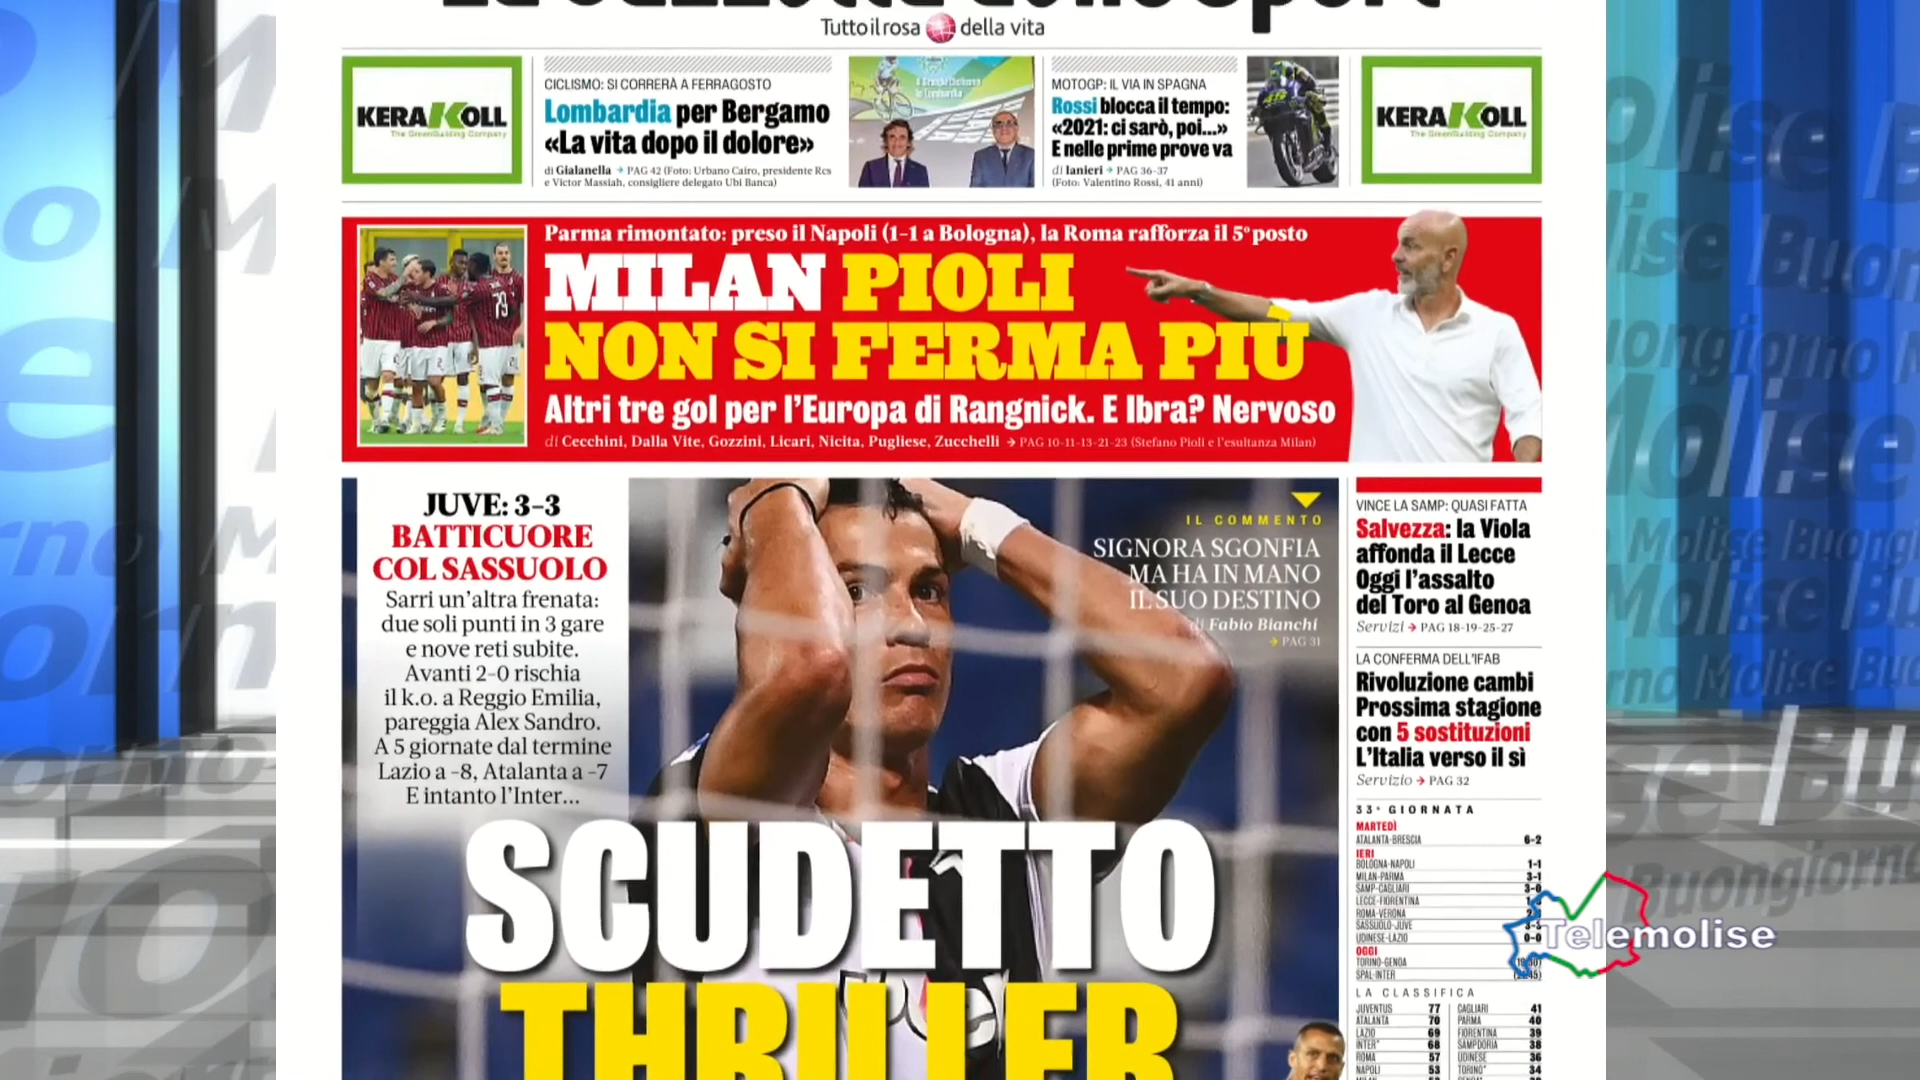 Tutto il rosa della vita
KERAKOLL
The GreenBuilding Company
CICLISMO: SI CORRERÀ A FERRAGOSTO
Lombardia per Bergamo
«La vita dopo il dolore»
di Gianella → PAG 42 (Foto: Urbano Cairo, presidente Rcs
e Victor Massiah, consigliere delegato Ubi Banca)
MOTOGP: IL VIA IN SPAGNA
Rossi blocca il tempo:
«2021: ci sarò, poi...»
E nelle prime prove va
di Ianieri → PAG 36-37
(Foto: Valentino Rossi, 41 anni)
KERAKOLL
The GreenBuilding Company
Parma rimontato: preso il Napoli (1-1 a Bologna), la Roma rafforza il 5° posto
MILAN PIOLI
NON SI FERMA PIÙ
Altri tre gol per l'Europa di Rangnick. E Ibra? Nervoso
di Cecchini, Dalla Vite, Gozzini, Licari, Nicita, Pugliese, Zucchelli → PAG 10-11-13-21-23 (Stefano Pioli e l'esultanza Milan)
JUVE: 3-3
BATTICUORE
COL SASSUOLO
Sarri un'altra frenata:
due soli punti in 3 gare
e nove reti subite.
Avanti 2-0 rischia
il k.o. a Reggio Emilia,
pareggia Alex Sandro.
A 5 giornate dal termine
Lazio a -8, Atalanta a -7
E intanto l'Inter...
IL COMMENTO
SIGNORA SGONFIA
MA HA IN MANO
IL SUO DESTINO
di Fabio Bianchi
→ PAG 31
SCUDETTO
THRILLER
VINCE LA SAMP: QUASI FATTA
Salvezza: la Viola
affonda il Lecce
Oggi l'assalto
del Toro al Genoa
Servizi → PAG 18-19-25-27
LA CONFERMA DELL'IFAB
Rivoluzione cambi
Prossima stagione
con 5 sostituzioni
L'Italia verso il sì
Servizio → PAG 32
33ª GIORNATA
MARTEDÌ
ATALANTA-BRESCIA 6-2
IERI
BOLOGNA-NAPOLI 1-1
MILAN-PARMA 3-1
SAMP-CAGLIARI 3-0
LECCE-FIORENTINA
ROMA-VERONA
SASSUOLO-JUVE 3-3
UDINESE-LAZIO 0-0
OGGI
TORINO-GENOA
SPAL-INTER
LA CLASSIFICA
JUVENTUS 77 CAGLIARI 41
ATALANTA 70 PARMA 40
LAZIO 69 FIORENTINA 39
INTER* 68 SAMPDORIA 38
ROMA 57 UDINESE 36
NAPOLI 53 TORINO* 34
Telemolise